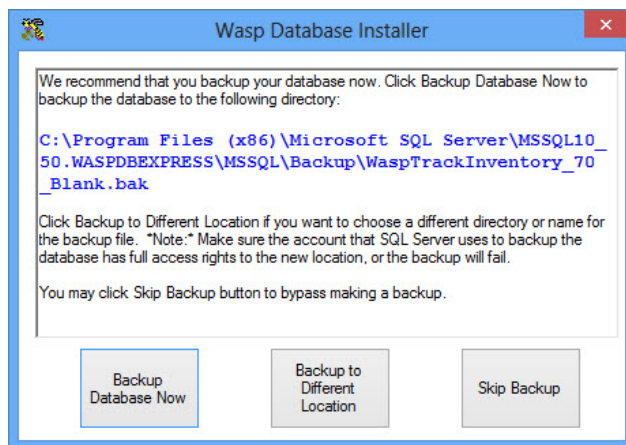 Wasp Database Installer
We recommend that you backup your database now. Click Backup Database Now to
backup the database to the following directory:
C:\Program Files (x86)\Microsoft SQL Server\MSSQL10_
50.WASPDBEXPRESS\MSSQL\Backup\WaspTrackInventory_70
_Blank.bak
Click Backup to Different Location if you want to choose a different directory or name for
the backup file. *Note:* Make sure the account that SQL Server uses to backup the
database has full access rights to the new location, or the backup will fail.
You may click Skip Backup button to bypass making a backup.
Backup
Database Now
Backup to
Different
Location
Skip Backup